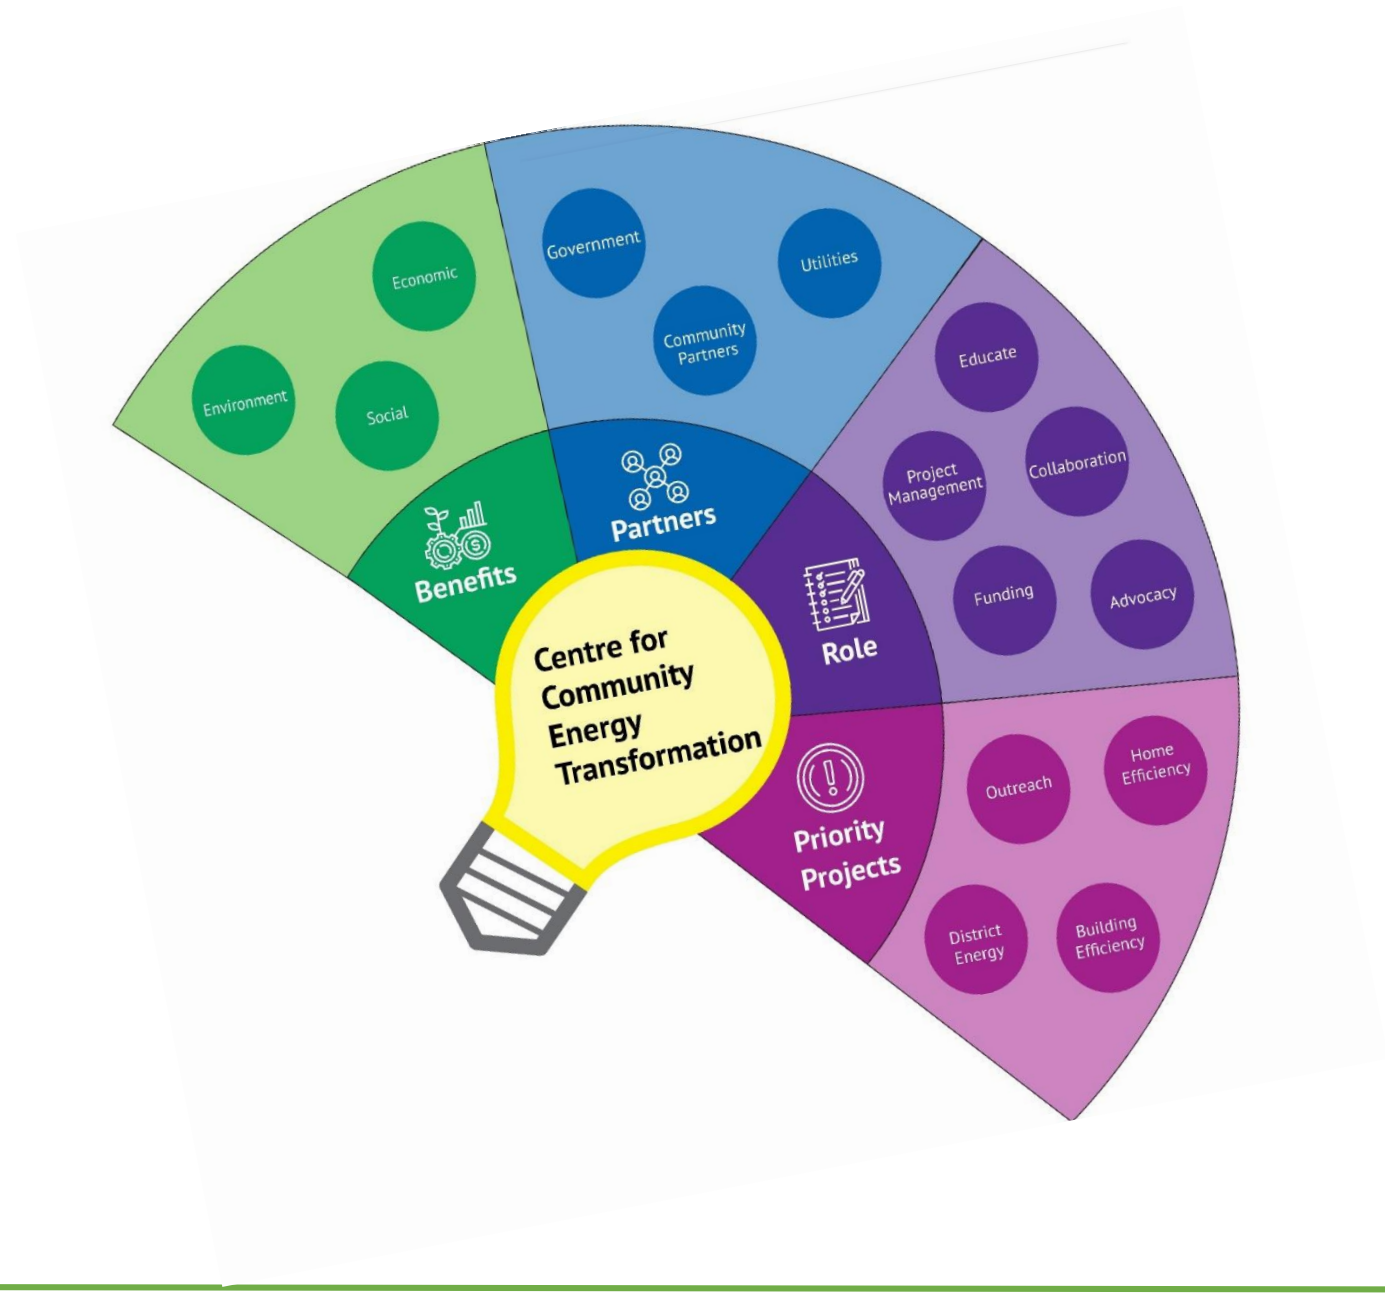 Economic
Environment
Social
Benefits
Government
Utilities
Community
Partners
Partners
Educate
Project
Management
Collaboration
Funding
Advocacy
Role
Outreach
Home
Efficiency
District
Energy
Building
Efficiency
Priority
Projects
Centre for
Community
Energy
Transformation